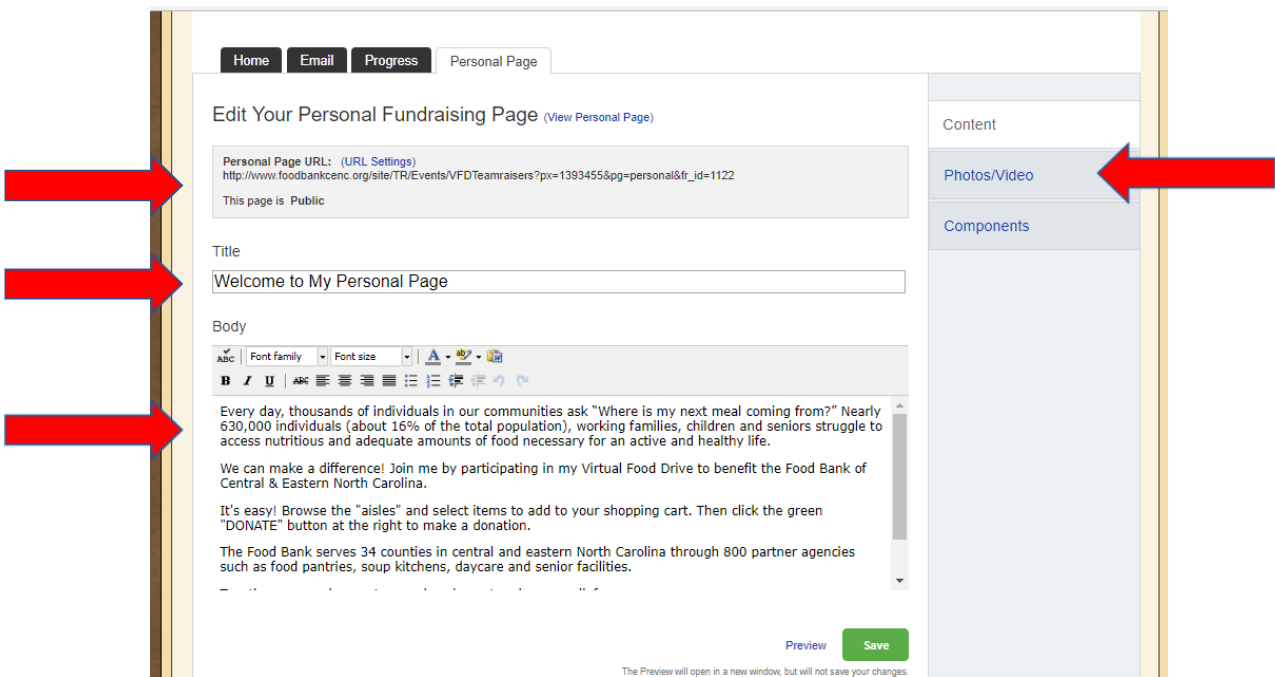 Home Email Progress Personal Page
Edit Your Personal Fundraising Page (View Personal Page)
Content
Personal Page URL: (URL Settings)
http://www.foodbankcenc.org/site/TR/Events/VFDTeamraisers?px=1393455&pg=personal&fr_id=1122
This page is Public
Photos/Video
Components
Title
Welcome to My Personal Page
Body
ABC Font family Font size A ab
B I U ABC
Every day, thousands of individuals in our communities ask “Where is my next meal coming from?” Nearly
630,000 individuals (about 16% of the total population), working families, children and seniors struggle to
access nutritious and adequate amounts of food necessary for an active and healthy life.
We can make a difference! Join me by participating in my Virtual Food Drive to benefit the Food Bank of
Central & Eastern North Carolina.
It's easy! Browse the "aisles" and select items to add to your shopping cart. Then click the green
"DONATE" button at the right to make a donation.
The Food Bank serves 34 counties in central and eastern North Carolina through 800 partner agencies
such as food pantries, soup kitchens, daycare and senior facilities.
Preview Save
The Preview will open in a new window, but will not save your changes.